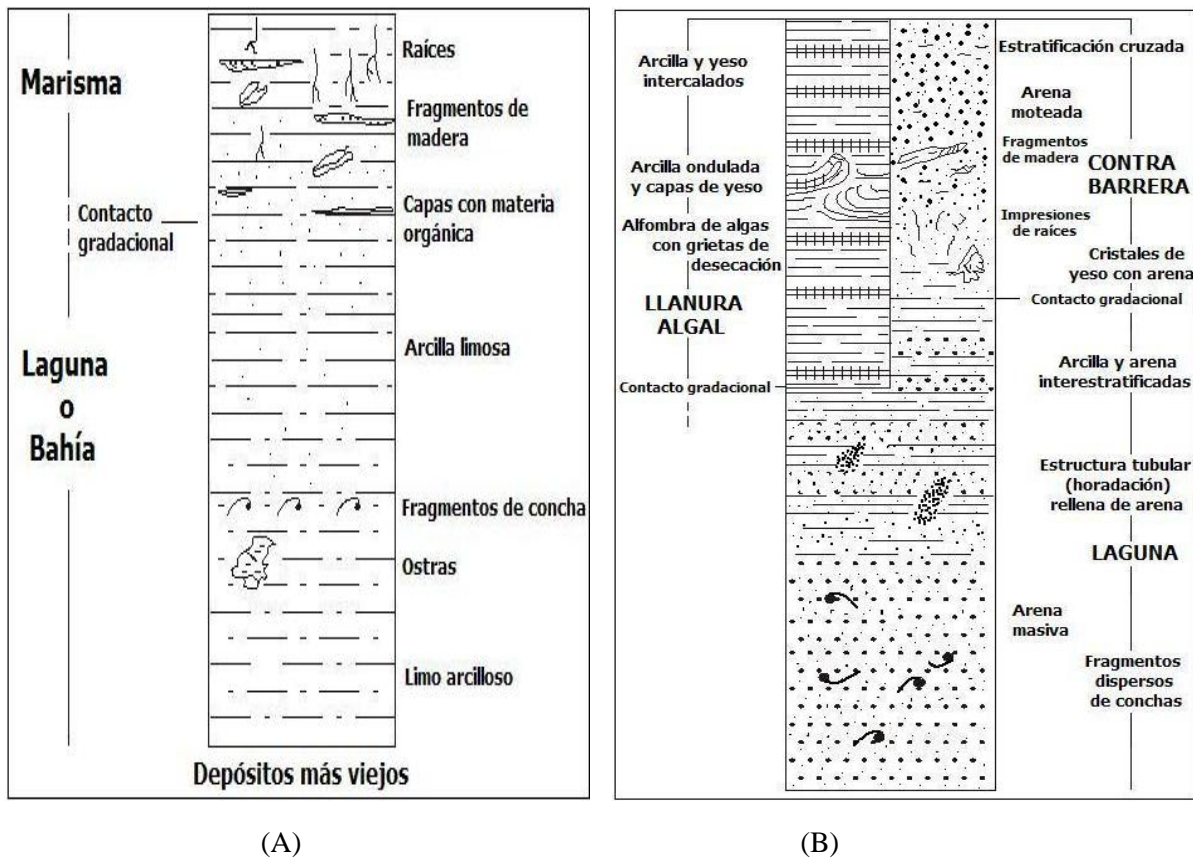 Marisma
Contacto
gradacional
Laguna
o
Bahía
Raíces
Fragmentos de
madera
Capas con materia
orgánica
Arcilla limosa
Fragmentos de concha
Ostras
Limo arcilloso
Depósitos más viejos
(A)
Arcilla y yeso
intercalados
Arcilla ondulada
y capas de yeso
Alfombra de algas
con grietas de
desecación
LLANURA
ALGAL
Contacto gradacional
Estratificación cruzada
Arena
moteada
Fragmentos
de madera
CONTRA
BARRERA
Impresiones
de raíces
Cristales de
yeso con arena
Contacto gradacional
Arcilla y arena
interestratificadas
Estructura tubular
(horadación)
rellena de arena
LAGUNA
Arena
masiva
Fragmentos
dispersos
de conchas
(B)